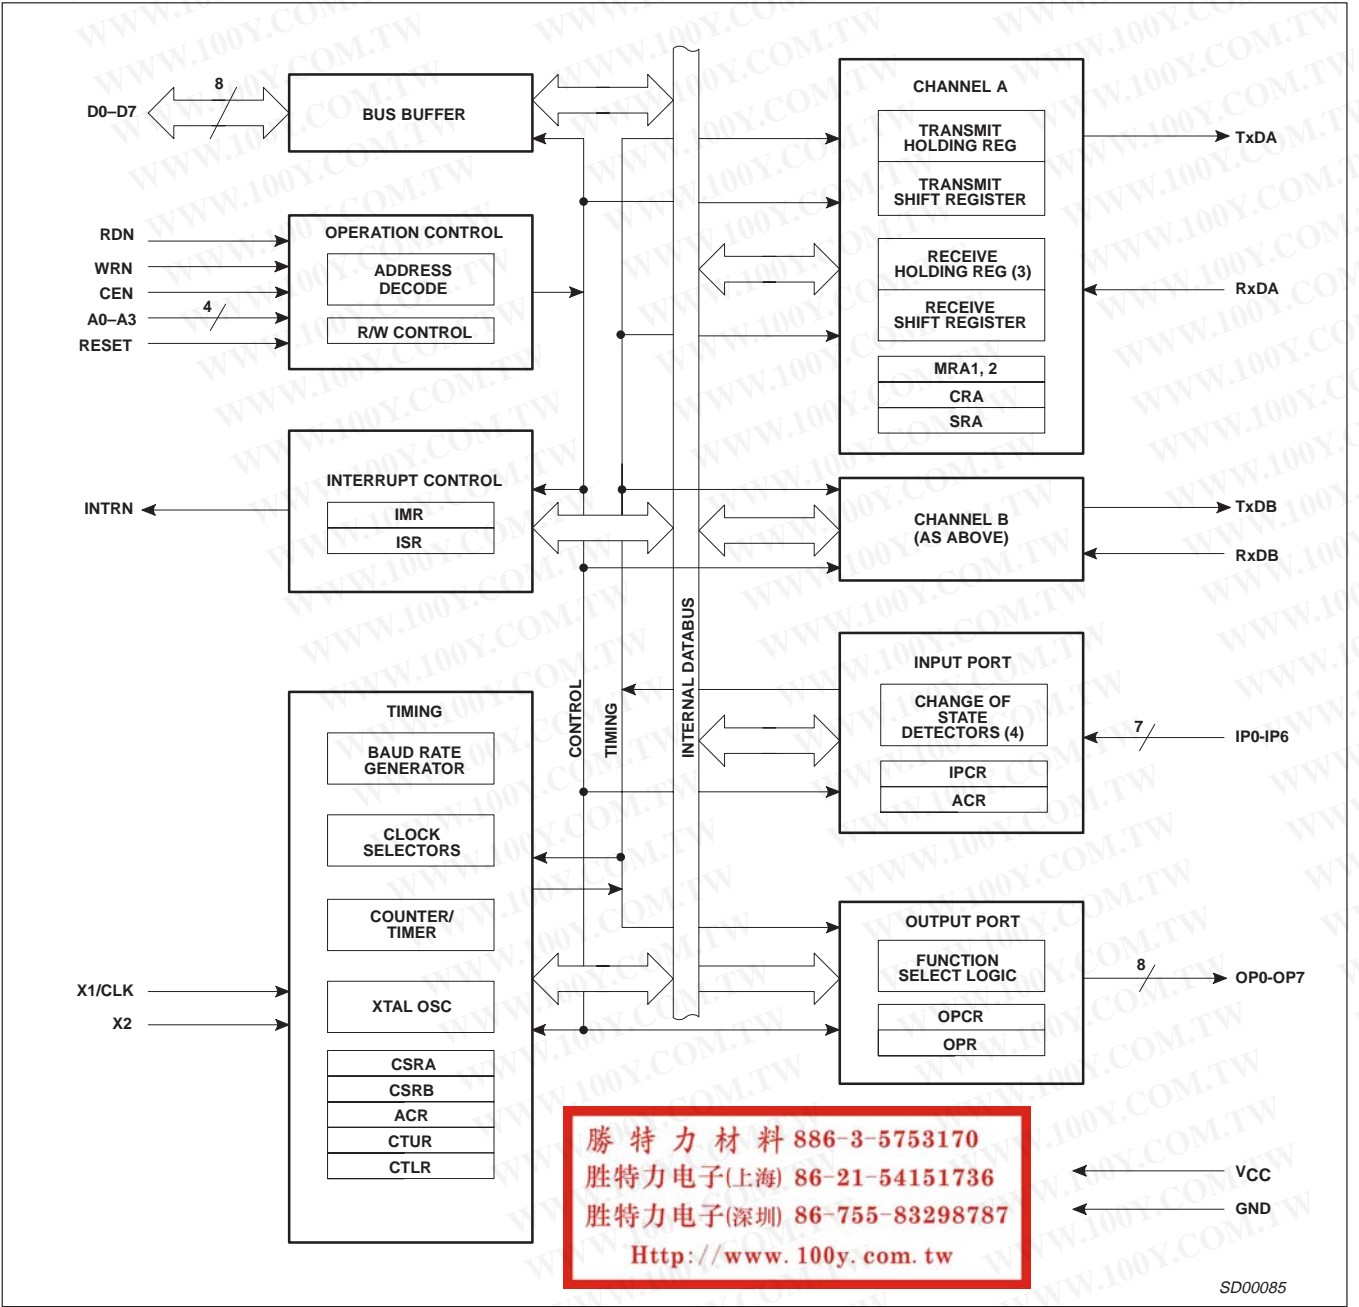 D0–D7
8
BUS BUFFER
RDN
WRN
CEN
A0–A3
4
RESET
OPERATION CONTROL
ADDRESS
DECODE
R/W CONTROL
INTRN
INTERRUPT CONTROL
IMR
ISR
TIMING
BAUD RATE
GENERATOR
CLOCK
SELECTORS
COUNTER/
TIMER
X1/CLK
X2
XTAL OSC
CSRA
CSRB
ACR
CTUR
CTLR
CONTROL
TIMING
INTERNAL DATABUS
CHANNEL A
TRANSMIT
HOLDING REG
TRANSMIT
SHIFT REGISTER
RECEIVE
HOLDING REG (3)
RECEIVE
SHIFT REGISTER
MRA1, 2
CRA
SRA
TxDA
RxDA
CHANNEL B
(AS ABOVE)
TxDB
RxDB
INPUT PORT
CHANGE OF
STATE
DETECTORS (4)
IPCR
ACR
7
IP0-IP6
OUTPUT PORT
FUNCTION
SELECT LOGIC
OPCR
OPR
8
OP0-OP7
VCC
GND
勝 特 力 材 料 886-3-5753170
胜特力电子(上海) 86-21-54151736
胜特力电子(深圳) 86-755-83298787
Http://www. 100y. com. tw
SD00085
WWW.100Y.COM.TW